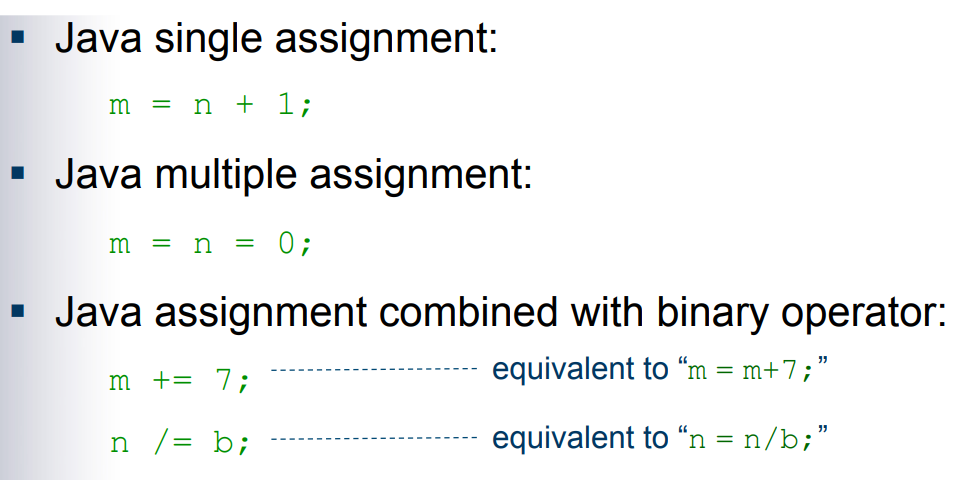 ▪ Java single assignment:
m = n + 1;
▪ Java multiple assignment:
m = n = 0;
▪ Java assignment combined with binary operator:
m += 7; equivalent to “m = m+7;”
n /= b; equivalent to “n = n/b;”